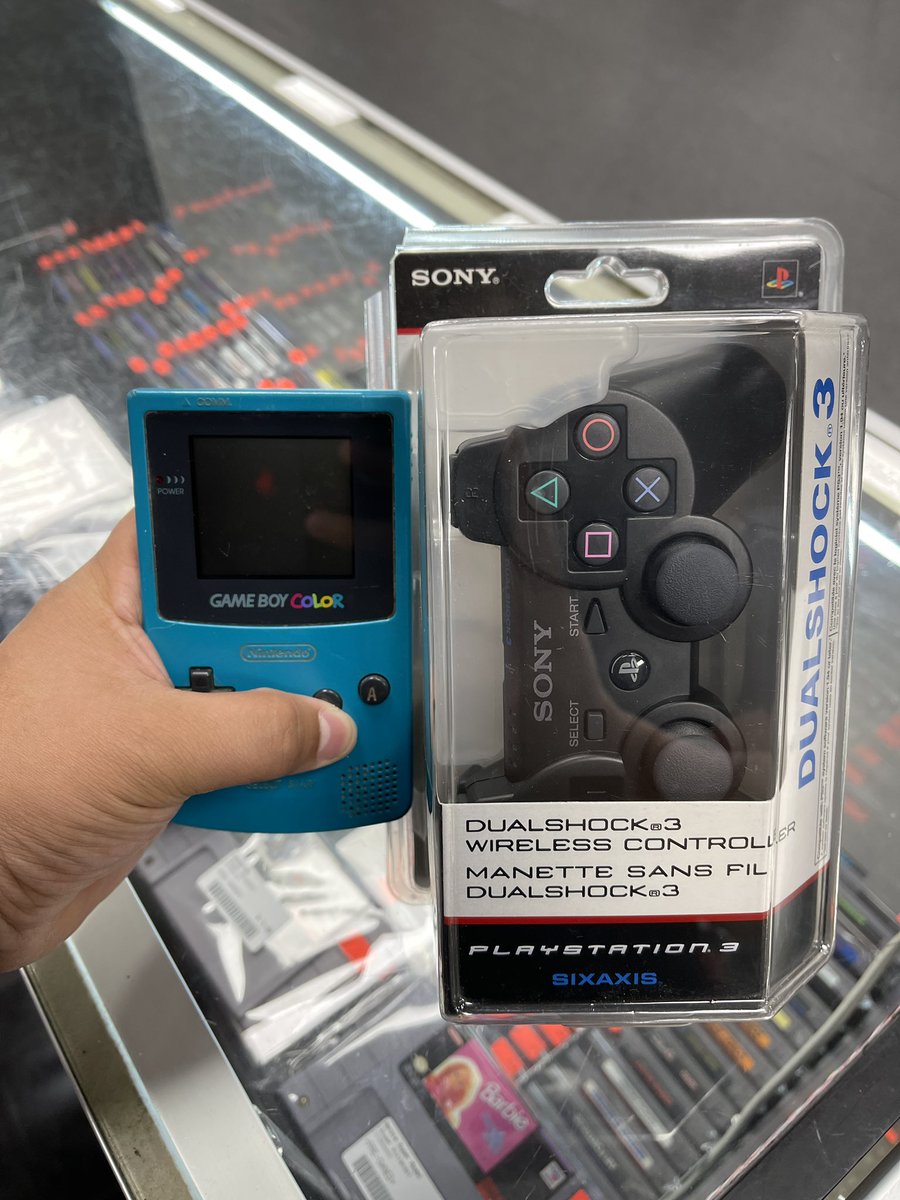 SONY®
COMM.
POWER
GAME BOY COLOR
Nintendo
A
START
SONY
SELECT
DUALSHOCK®3
DUALSHOCK®3
WIRELESS CONTROLLER
MANETTE SANS FIL
DUALSHOCK®3
PLAYSTATION 3
SIXAXIS
Barbie